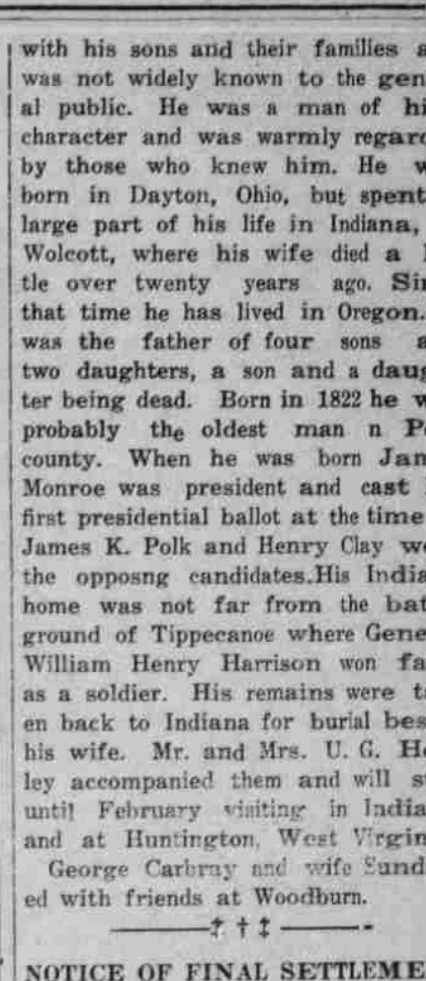 with his sons and their families a
was not widely known to the gen
al public. He was a man of hi
character and was warmly regard
by those who knew him. He w
born in Dayton, Ohio, but spent
large part of his life in Indiana,
Wolcott, where his wife died a l
tle over twenty years ago. Sin
that time he has lived in Oregon.
was the father of four sons a
two daughters, a son and a daug
ter being dead. Born in 1822 he w
probably the oldest man n Po
county. When he was born Jam
Monroe was president and cast
first presidential ballot at the time
James K. Polk and Henry Clay we
the opposng candidates.His India
home was not far from the bat
ground of Tippecanoe where Gene
William Henry Harrison won fa
as a soldier. His remains were t
en back to Indiana for burial bes
his wife. Mr. and Mrs. U. G. He
ley accompanied them and will st
until February visiting in India
and at Huntington, West Virgin
George Carbray and wife Sund
ed with friends at Woodburn.
‡ † ‡
NOTICE OF FINAL SETTLEME